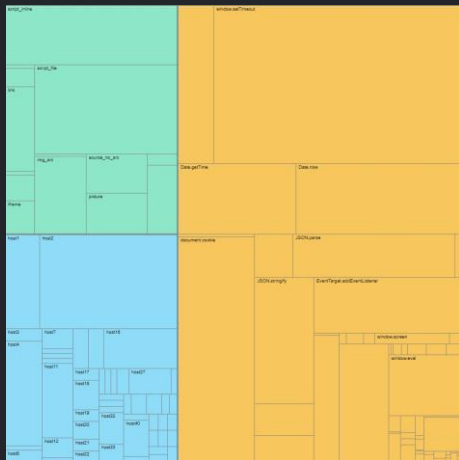 script_inline
window.setTimeout
script_file
link
img_src
source_no_src
picture
iframe
Date.getTime
Date.now
host1
host2
document.cookie
JSON.parse
JSON.stringify
EventTarget.addEventListener
host3
host7
host16
window.screen
host4
window.eval
host11
host17
host27
host18
host19
host20
host12
host21
host5
host22